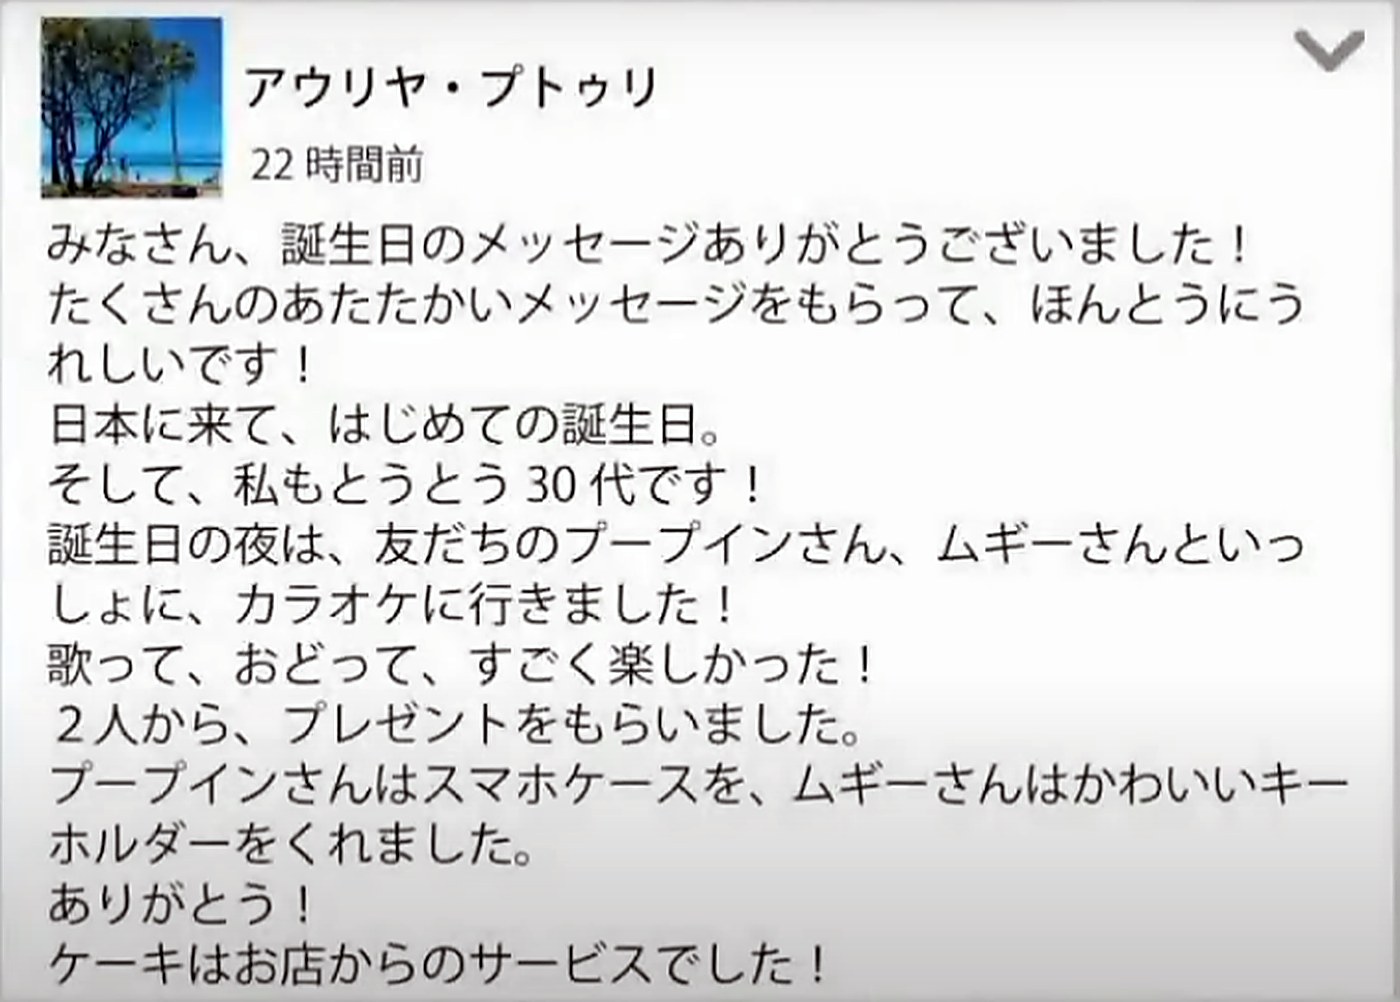 アウリヤ・プトゥリ
22 時間前
みなさん、誕生日のメッセージありがとうございました！
たくさんのあたたかいメッセージをもらって、ほんとうにう
れしいです！
日本に来て、はじめての誕生日。
そして、私もとうとう 30 代です！
誕生日の夜は、友だちのプープインさん、ムギーさんといっ
しょに、カラオケに行きました！
歌って、おどって、すごく楽しかった！
２人から、プレゼントをもらいました。
プープインさんはスマホケースを、ムギーさんはかわいいキー
ホルダーをくれました。
ありがとう！
ケーキはお店からのサービスでした！